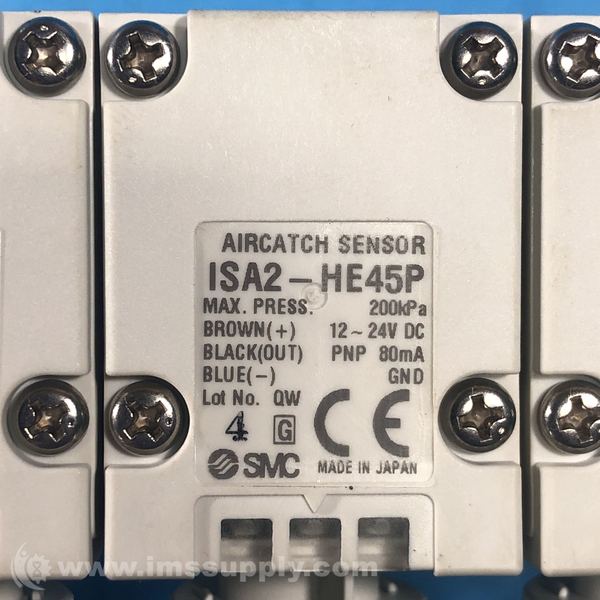 AIRCATCH SENSOR
ISA2-HE45P
MAX. PRESS. 200kPa
BROWN(+) 12~24V DC
BLACK(OUT) PNP 80mA
BLUE(-) GND
Lot No. QW
4 G CE
SMC MADE IN JAPAN
www.imssupply.com